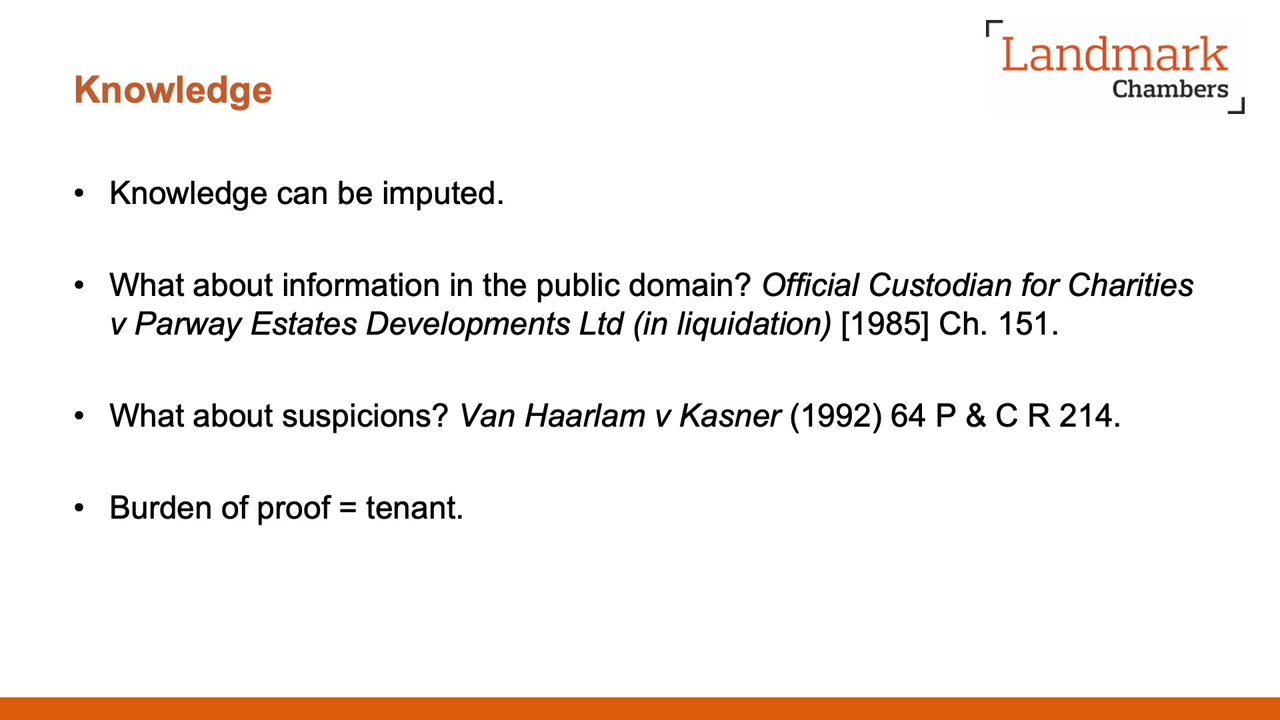 Landmark
Chambers
Knowledge
• Knowledge can be imputed.
• What about information in the public domain? Official Custodian for Charities
v Parway Estates Developments Ltd (in liquidation) [1985] Ch. 151.
• What about suspicions? Van Haarlam v Kasner (1992) 64 P & C R 214.
• Burden of proof = tenant.